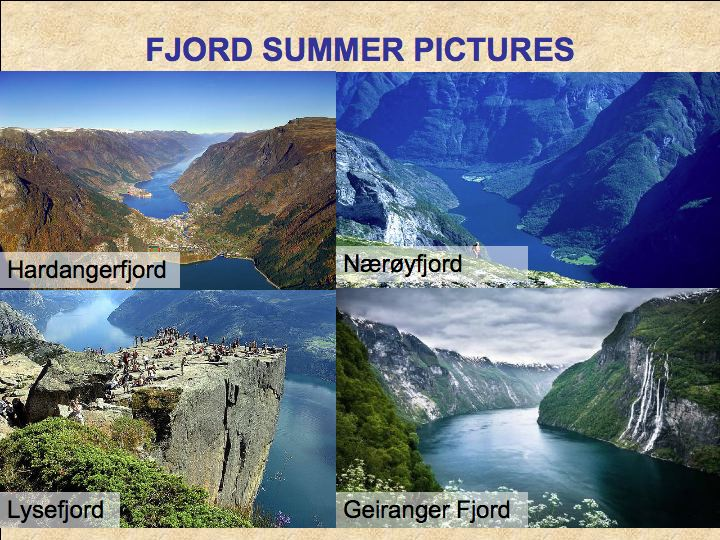 FJORD SUMMER PICTURES
Hardangerfjord
Nærøyfjord
Lysefjord
Geiranger Fjord